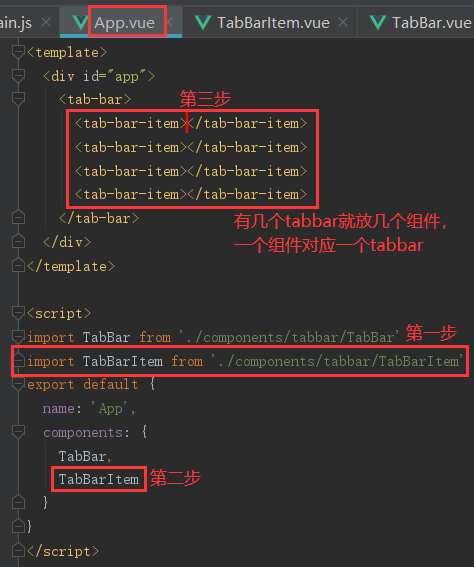 ain.js × App.vue × TabBarItem.vue × TabBar.vue
<template>
<div id="app">
<tab-bar> 第三步
<tab-bar-item></tab-bar-item>
<tab-bar-item></tab-bar-item>
<tab-bar-item></tab-bar-item>
<tab-bar-item></tab-bar-item>
</tab-bar> 有几个tabbar就放几个组件，
</div> 一个组件对应一个tabbar
</template>
<script>
import TabBar from './components/tabbar/TabBar' 第一步
import TabBarItem from './components/tabbar/TabBarItem'
export default {
name: 'App',
components: {
TabBar,
TabBarItem 第二步
}
}
</script>